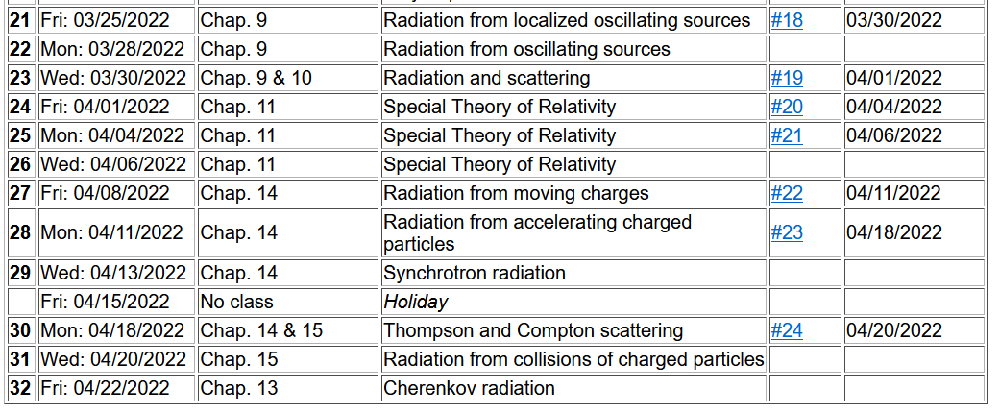 21 Fri: 03/25/2022 Chap. 9 Radiation from localized oscillating sources #18 03/30/2022
22 Mon: 03/28/2022 Chap. 9 Radiation from oscillating sources
23 Wed: 03/30/2022 Chap. 9 & 10 Radiation and scattering #19 04/01/2022
24 Fri: 04/01/2022 Chap. 11 Special Theory of Relativity #20 04/04/2022
25 Mon: 04/04/2022 Chap. 11 Special Theory of Relativity #21 04/06/2022
26 Wed: 04/06/2022 Chap. 11 Special Theory of Relativity
27 Fri: 04/08/2022 Chap. 14 Radiation from moving charges #22 04/11/2022
28 Mon: 04/11/2022 Chap. 14 Radiation from accelerating charged
particles #23 04/18/2022
29 Wed: 04/13/2022 Chap. 14 Synchrotron radiation
Fri: 04/15/2022 No class Holiday
30 Mon: 04/18/2022 Chap. 14 & 15 Thompson and Compton scattering #24 04/20/2022
31 Wed: 04/20/2022 Chap. 15 Radiation from collisions of charged particles
32 Fri: 04/22/2022 Chap. 13 Cherenkov radiation